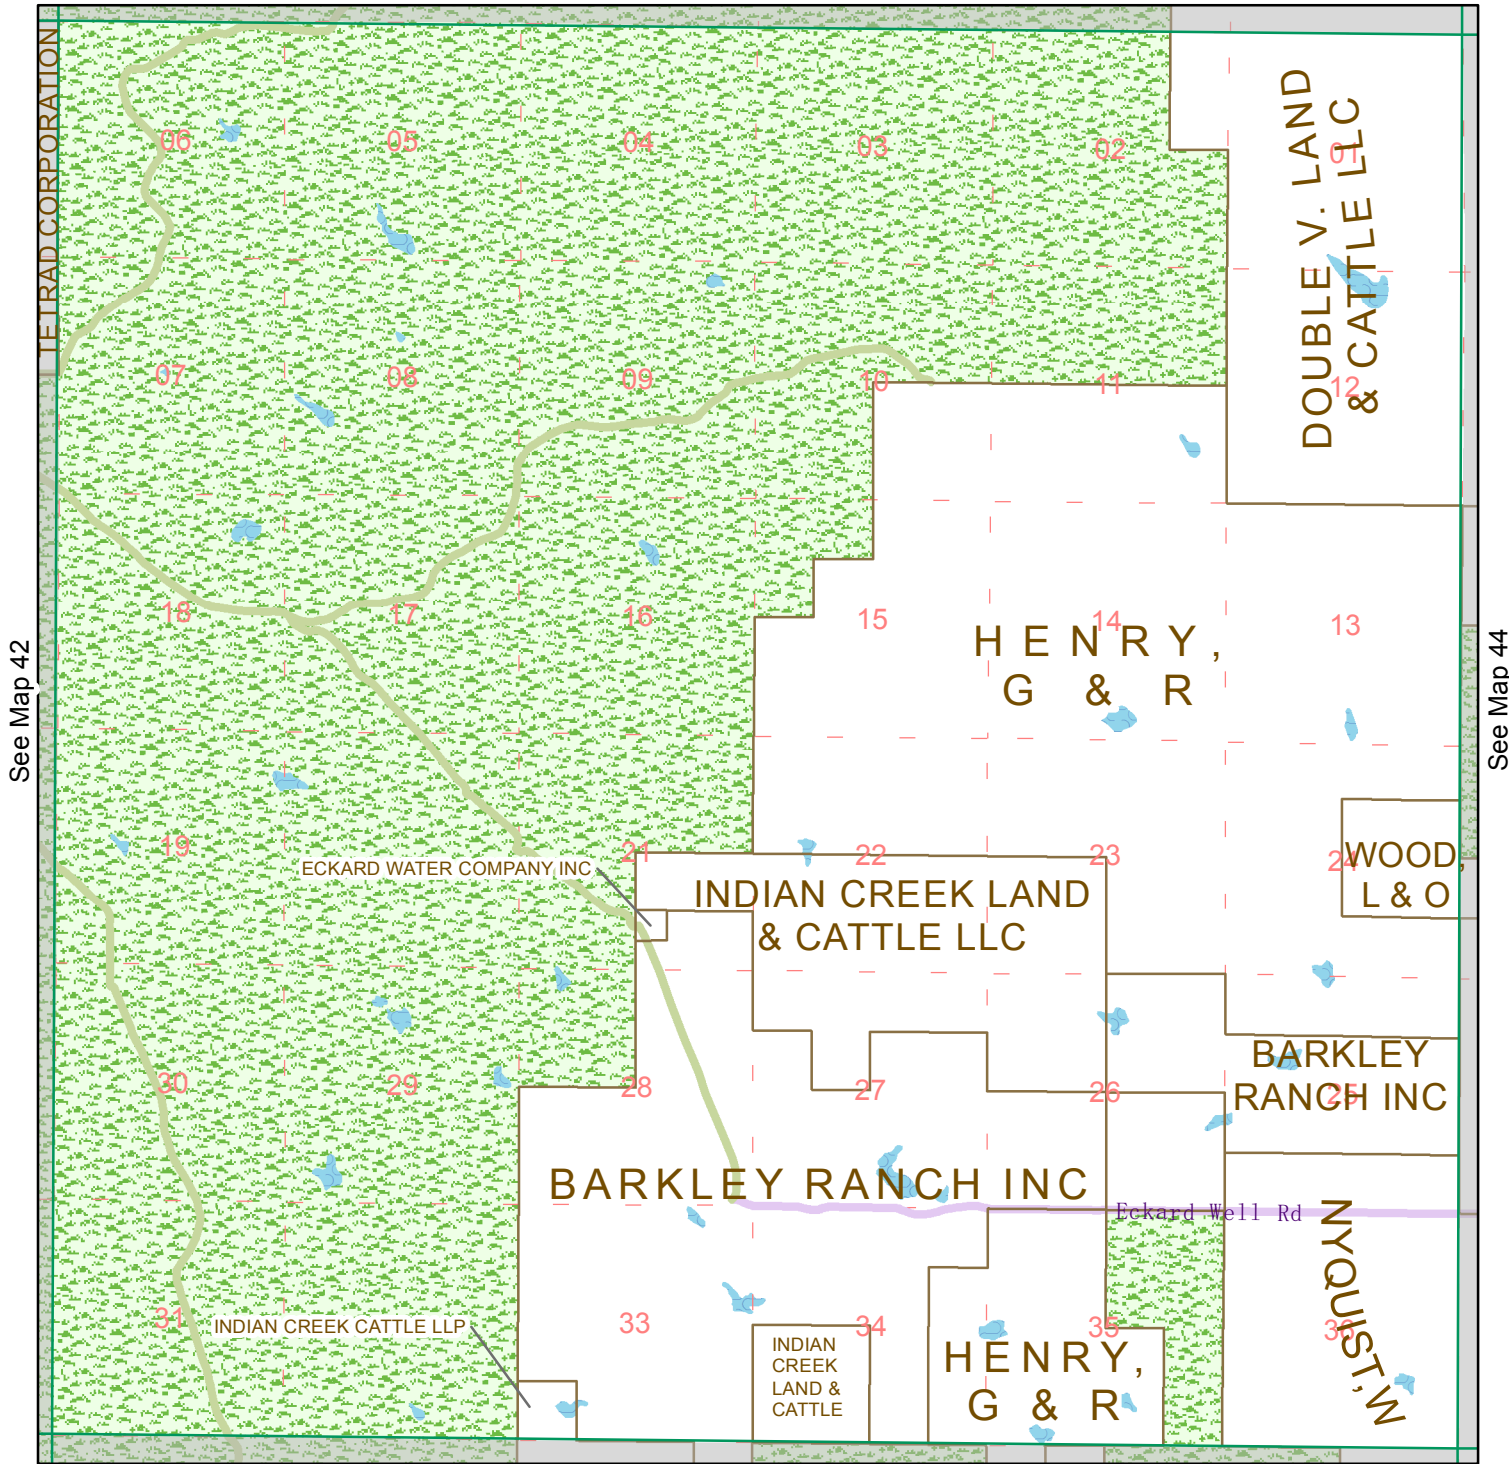 TETRAD CORPORATION
06
05
04
03
02
01
DOUBLE V. LAND
& CATTLE LLC
07
08
09
10
11
12
18
17
16
15
14
13
HENRY,
G & R
See Map 42
See Map 44
19
21
22
23
24
WOOD,
L & O
ECKARD WATER COMPANY INC
INDIAN CREEK LAND
& CATTLE LLC
BARKLEY
RANCH INC
30
29
28
27
26
25
BARKLEY RANCH INC
Eckard Well Rd
NYQUIST,W
31
33
34
35
36
INDIAN CREEK CATTLE LLP
INDIAN
CREEK
LAND &
CATTLE
HENRY,
G & R